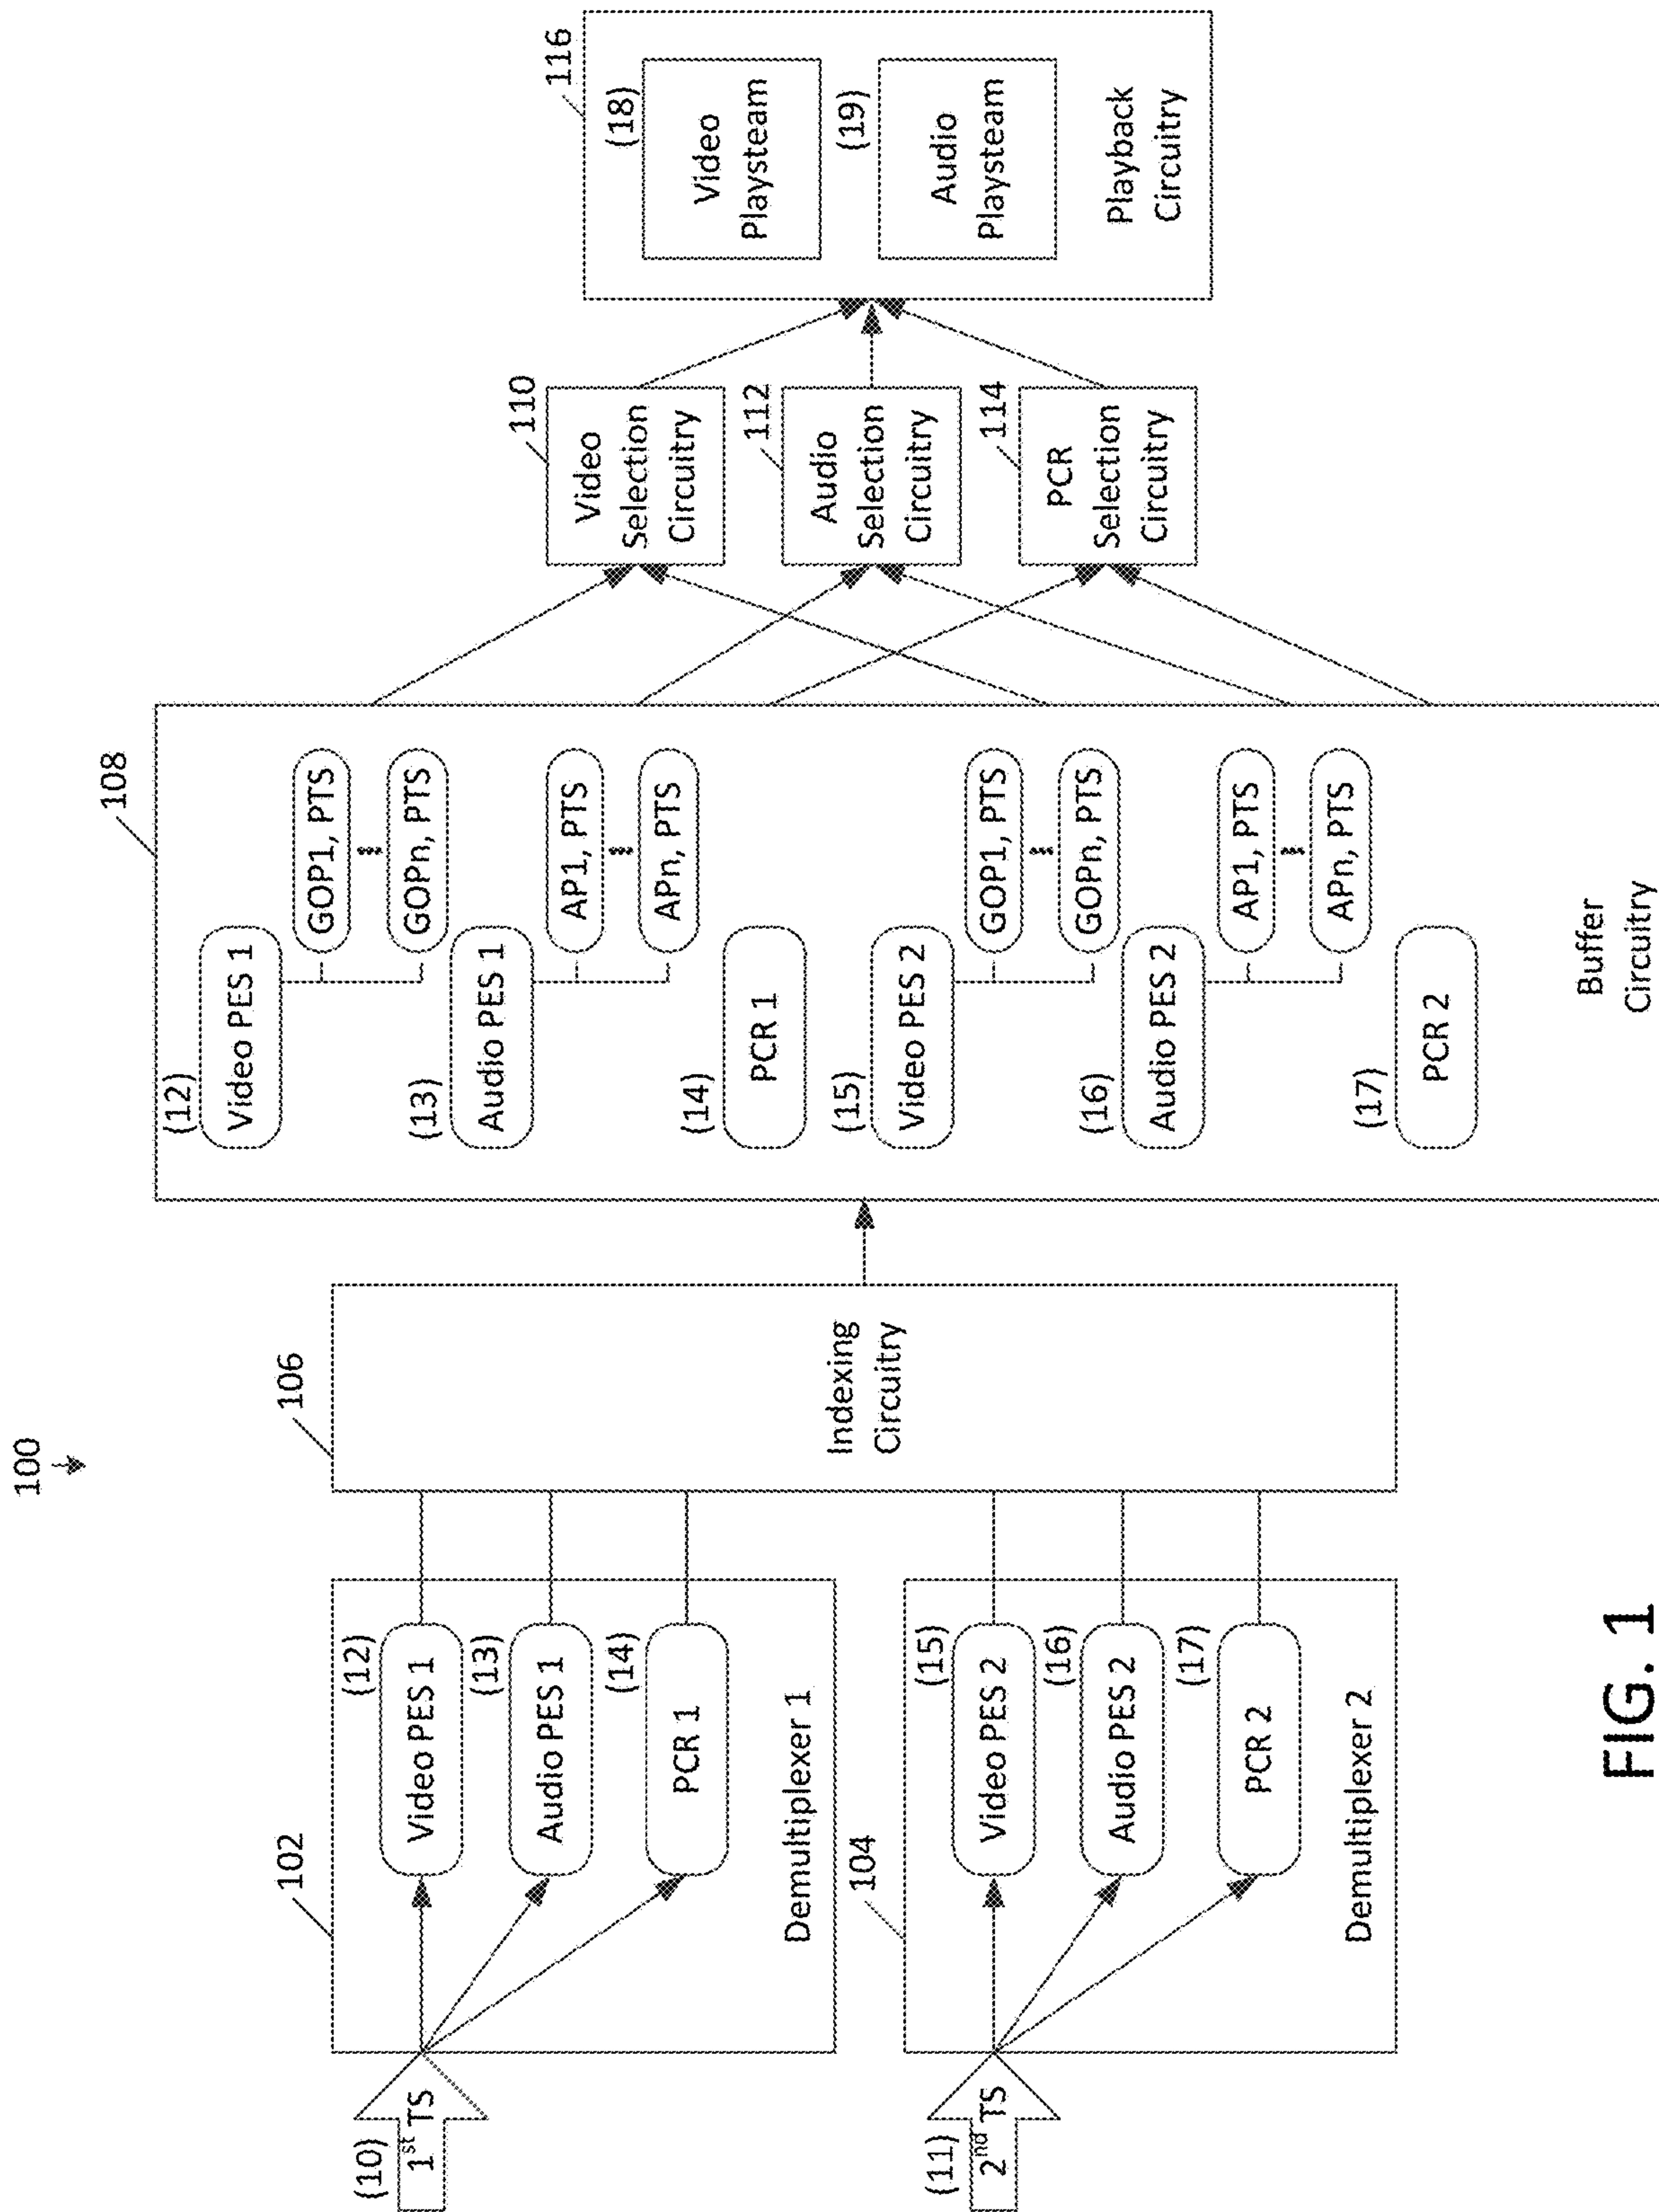 100
(10)
1st TS
102
(12)
Video PES 1
(13)
Audio PES 1
(14)
PCR 1
Demultiplexer 1
(11)
2nd TS
104
(15)
Video PES 2
(16)
Audio PES 2
(17)
PCR 2
Demultiplexer 2
106
Indexing
Circuitry
108
(12)
Video PES 1
GOP1, PTS
GOPn, PTS
(13)
Audio PES 1
AP1, PTS
APn, PTS
(14)
PCR 1
(15)
Video PES 2
GOP1, PTS
GOPn, PTS
(16)
Audio PES 2
AP1, PTS
APn, PTS
(17)
PCR 2
Buffer
Circuitry
110
Video
Selection
Circuitry
112
Audio
Selection
Circuitry
114
PCR
Selection
Circuitry
116
(18)
Video
Playsteam
(19)
Audio
Playsteam
Playback
Circuitry
FIG. 1